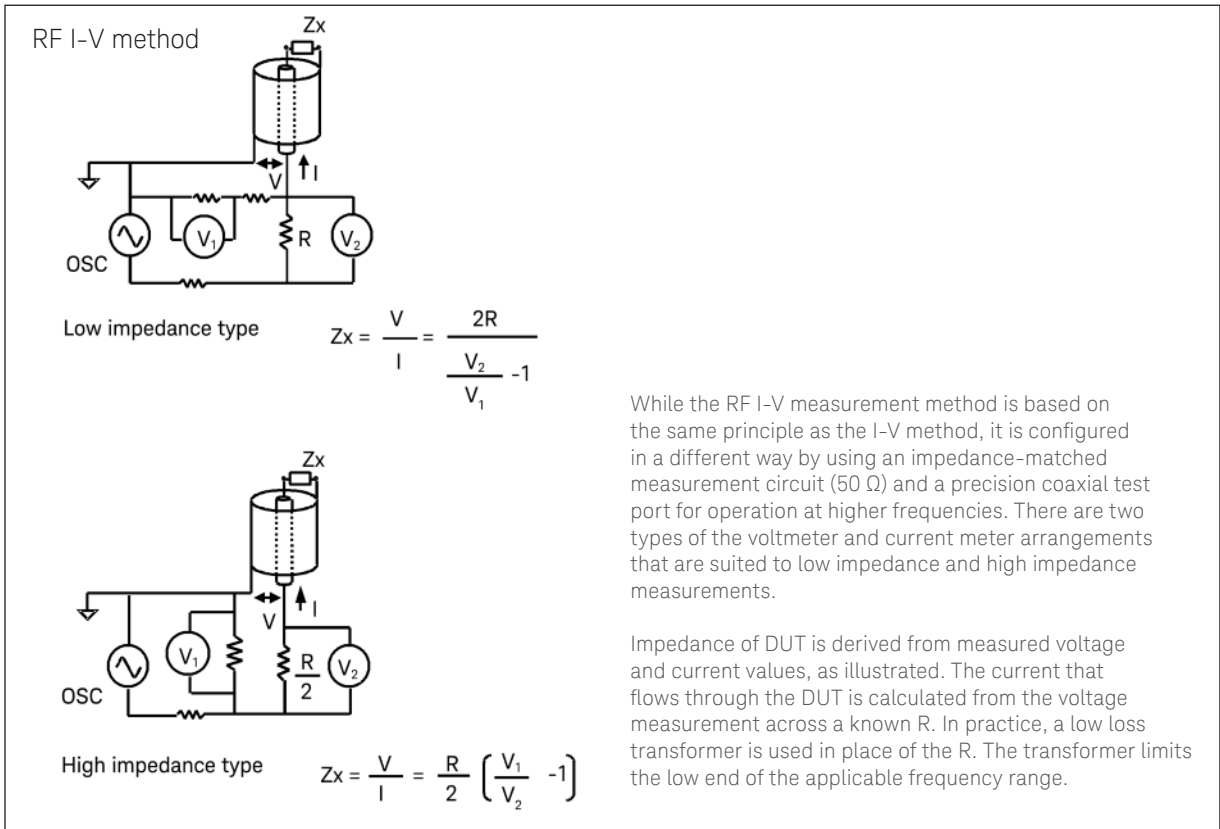 RF I-V method
Zx
V
I
V1
R
V2
OSC
Low impedance type
Zx = V / I = 2R / (V2 / V1 -1)
Zx
V
I
V1
R / 2
V2
OSC
High impedance type
Zx = V / I = R / 2 (V1 / V2 -1)
While the RF I-V measurement method is based on
the same principle as the I-V method, it is configured
in a different way by using an impedance-matched
measurement circuit (50 Ω) and a precision coaxial test
port for operation at higher frequencies. There are two
types of the voltmeter and current meter arrangements
that are suited to low impedance and high impedance
measurements.
Impedance of DUT is derived from measured voltage
and current values, as illustrated. The current that
flows through the DUT is calculated from the voltage
measurement across a known R. In practice, a low loss
transformer is used in place of the R. The transformer limits
the low end of the applicable frequency range.